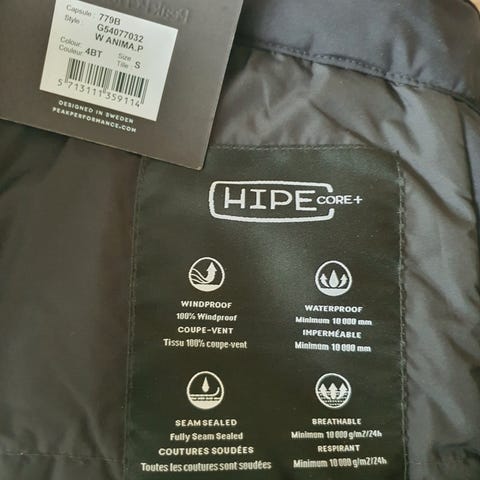 Capsule : 779B
Style : G54077032
W ANIMA.P
Colour: Size
Couleur: 4BT Tille : S
5 713111 359114
DESIGNED IN SWEDEN
PEAKPERFORMANCE.COM
HIPE CORE+
WINDPROOF
100% Windproof
COUPE-VENT
Tissu 100% coupe-vent
WATERPROOF
Minimum 10 000 mm
IMPERMÉABLE
Minimum 10 000 mm
SEAM SEALED
Fully Seam Sealed
COUTURES SOUDÉES
Toutes les coutures sont soudées
BREATHABLE
Minimum 10 000 g/m2/24h
RESPIRANT
Minimum 10 000 g/m2/24h